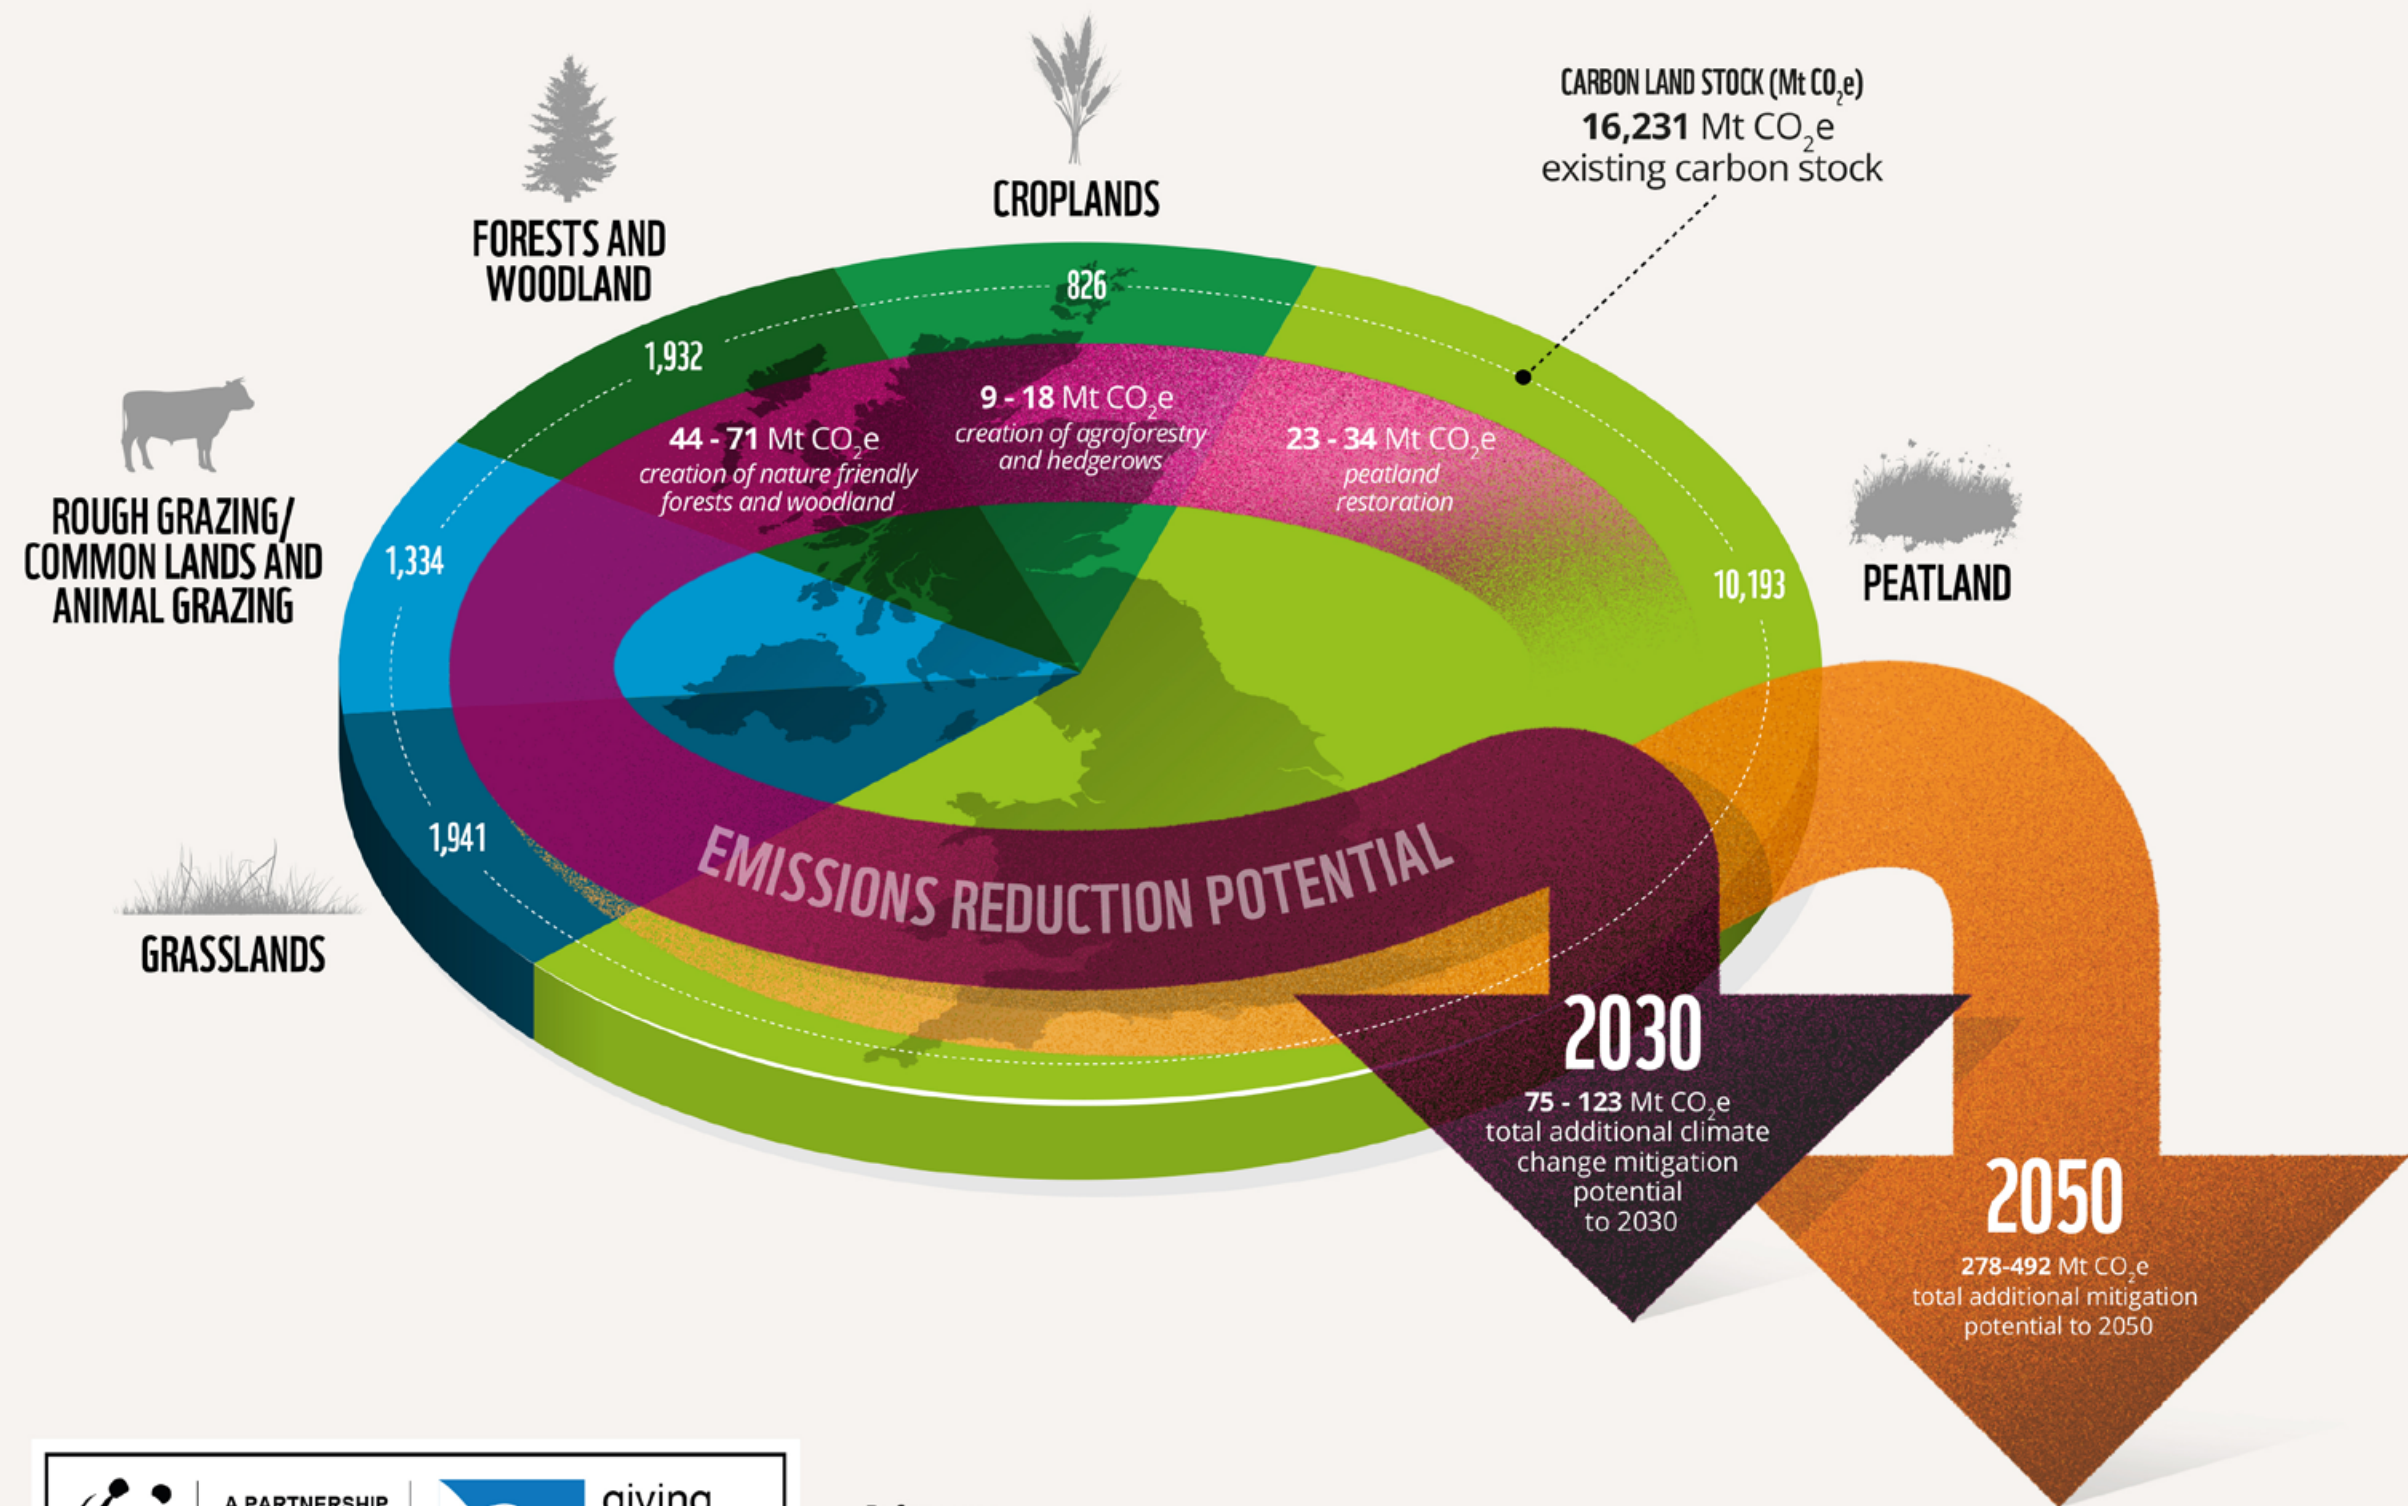 CROPLANDS
CARBON LAND STOCK (Mt CO₂e)
16,231 Mt CO₂e
existing carbon stock
FORESTS AND
WOODLAND
826
1,932
9 - 18 Mt CO₂e
creation of agroforestry
and hedgerows
44 - 71 Mt CO₂e
creation of nature friendly
forests and woodland
23 - 34 Mt CO₂e
peatland
restoration
ROUGH GRAZING/
COMMON LANDS AND
ANIMAL GRAZING
1,334
10,193
PEATLAND
1,941
GRASSLANDS
EMISSIONS REDUCTION POTENTIAL
2030
75 - 123 Mt CO₂e
total additional climate
change mitigation
potential
to 2030
2050
278-492 Mt CO₂e
total additional mitigation
potential to 2050
A PARTNERSHIP
giving